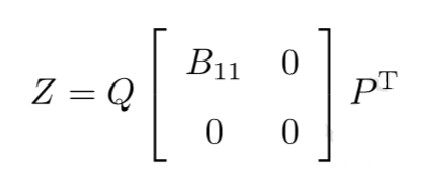 Z = Q [ B₁₁ 0
0 0 ] Pᵀ